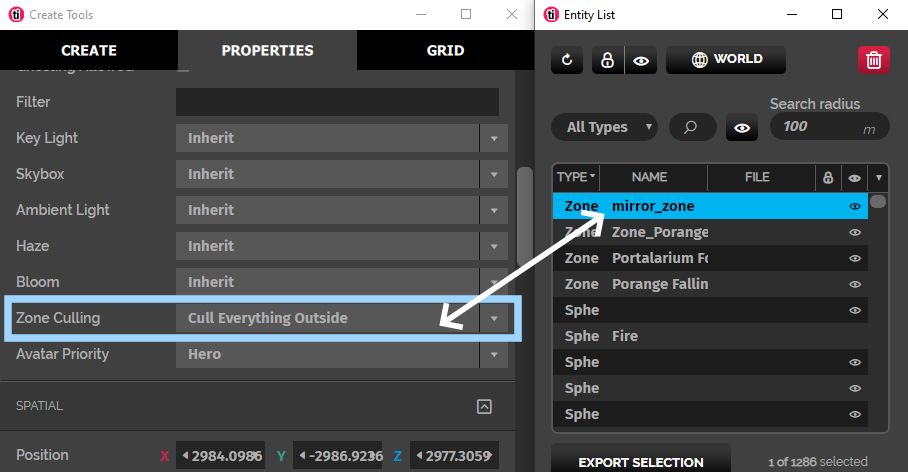 Create Tools
CREATE PROPERTIES GRID
Ghosting Allowed
Filter
Key Light Inherit
Skybox Inherit
Ambient Light Inherit
Haze Inherit
Bloom Inherit
Zone Culling Cull Everything Outside
Avatar Priority Hero
SPATIAL
Position X 2984.0986 Y -2986.9236 Z 2977.3059
ti Entity List
WORLD
Search radius
All Types 100 m
TYPE NAME FILE
Zone mirror_zone
Zone Zone_Porange
Zone Portalarium Fo
Zone Porange Fallin
Sphe
Sphe Fire
Sphe
Sphe
Sphe
EXPORT SELECTION 1 of 1286 selected